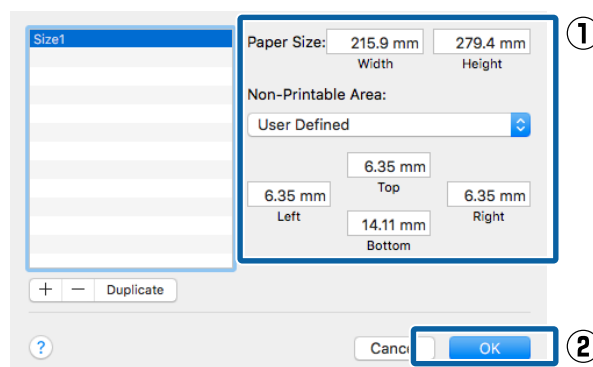 Size1
Paper Size: 215.9 mm 279.4 mm
Width Height
Non-Printable Area:
User Defined
6.35 mm
Top
6.35 mm 6.35 mm
Left Right
14.11 mm
Bottom
+ − Duplicate
? Canc OK
①
②